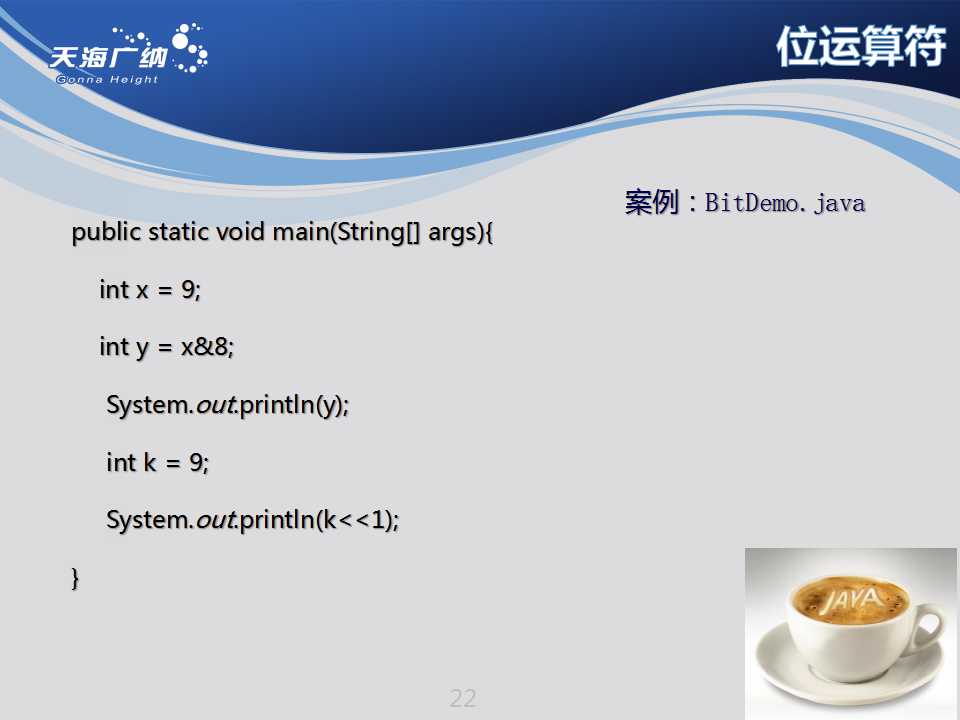 天海广纳
Gonna Height
位运算符
案例：BitDemo.java
public static void main(String[] args){
int x = 9;
int y = x&8;
System.out.println(y);
int k = 9;
System.out.println(k<<1);
}
JAVA
22